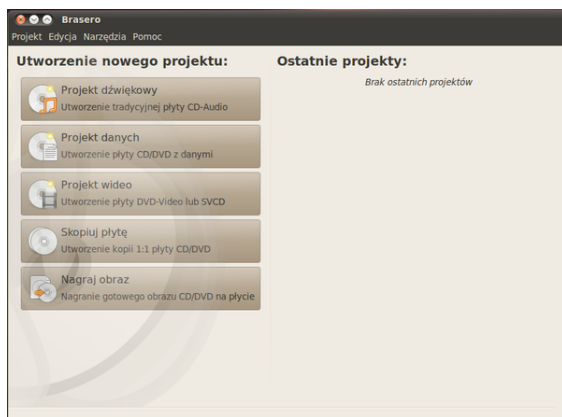 Brasero
Projekt Edycja Narzędzia Pomoc
Utworzenie nowego projektu:
Projekt dźwiękowy
Utworzenie tradycyjnej płyty CD-Audio
Projekt danych
Utworzenie płyty CD/DVD z danymi
Projekt wideo
Utworzenie płyty DVD-Video lub SVCD
Skopiuj płytę
Utworzenie kopii 1:1 płyty CD/DVD
Nagraj obraz
Nagranie gotowego obrazu CD/DVD na płycie
Ostatnie projekty:
Brak ostatnich projektów